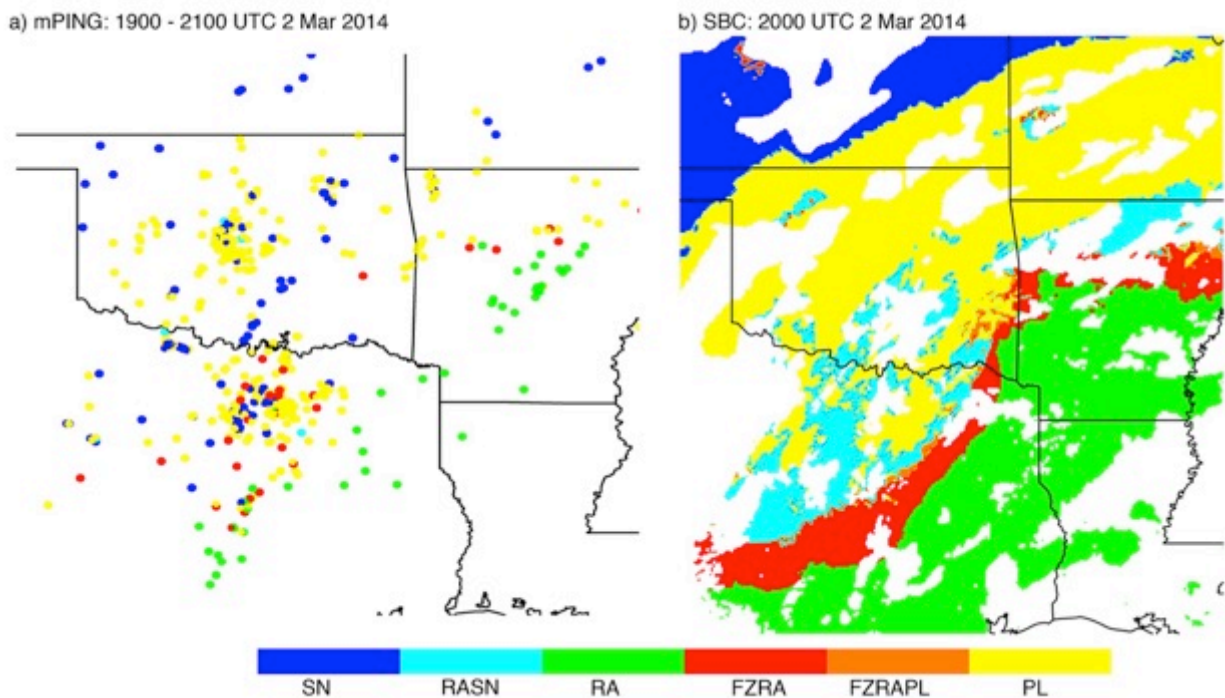 a) mPING: 1900 - 2100 UTC 2 Mar 2014
b) SBC: 2000 UTC 2 Mar 2014
SN RASN RA FZRA FZRAPL PL